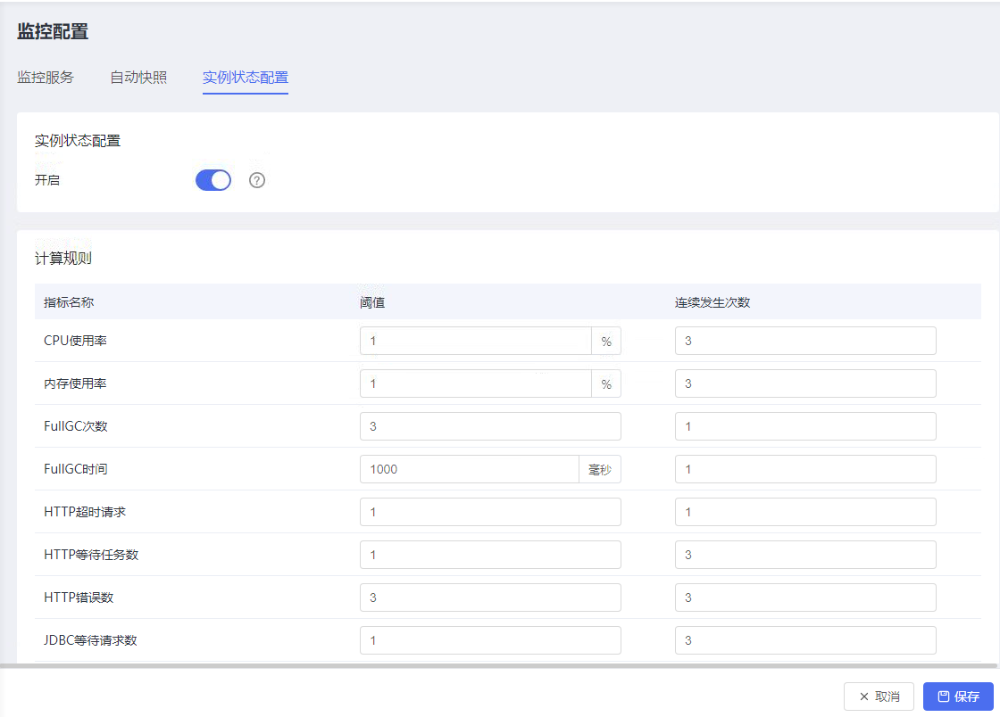 监控配置
监控服务 自动快照 实例状态配置
实例状态配置
开启
计算规则
指标名称 阈值 连续发生次数
CPU使用率 1 % 3
内存使用率 1 % 3
FullGC次数 3 1
FullGC时间 1000 毫秒 1
HTTP超时请求 1 1
HTTP等待任务数 1 3
HTTP错误数 3 3
JDBC等待请求数 1 3
取消 保存